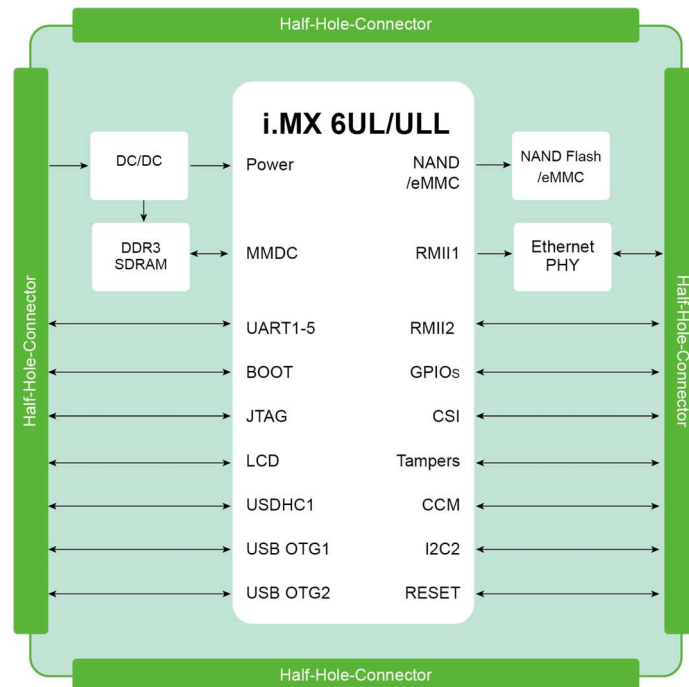 Half-Hole-Connector
i.MX 6UL/ULL
DC/DC
Power
NAND
/eMMC
NAND Flash
/eMMC
DDR3
SDRAM
MMDC
RMII1
Ethernet
PHY
UART1-5
RMII2
BOOT
GPIOs
JTAG
CSI
LCD
Tampers
USDHC1
CCM
USB OTG1
I2C2
USB OTG2
RESET
Half-Hole-Connector
Half-Hole-Connector
Half-Hole-Connector